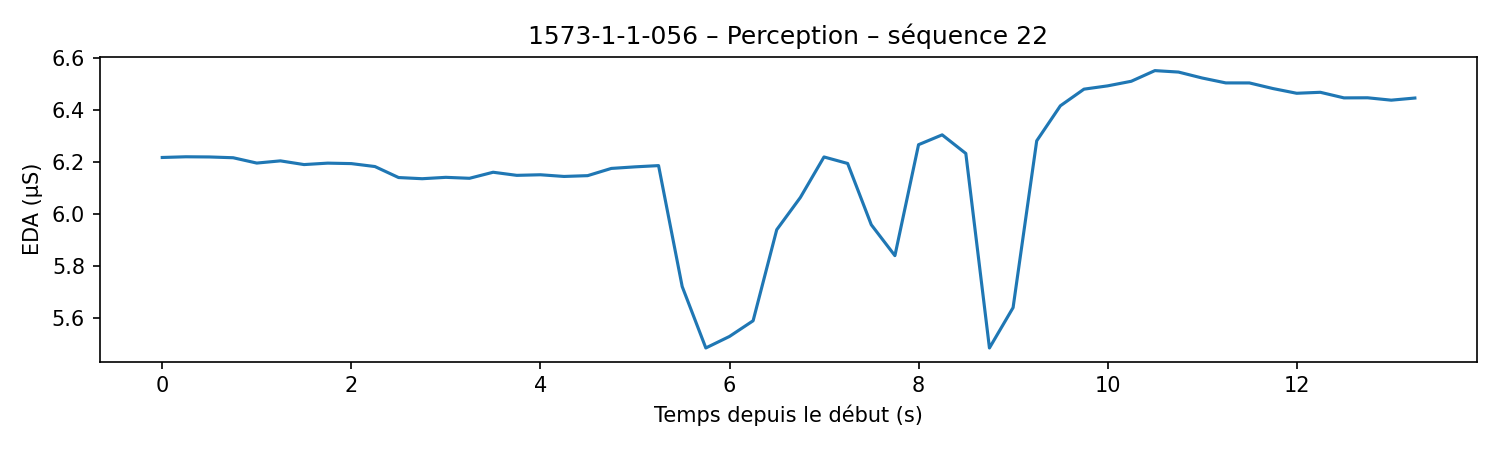 1573-1-1-056 – Perception – séquence 22
EDA (µS)
6.6
6.4
6.2
6.0
5.8
5.6
0 2 4 6 8 10 12
Temps depuis le début (s)